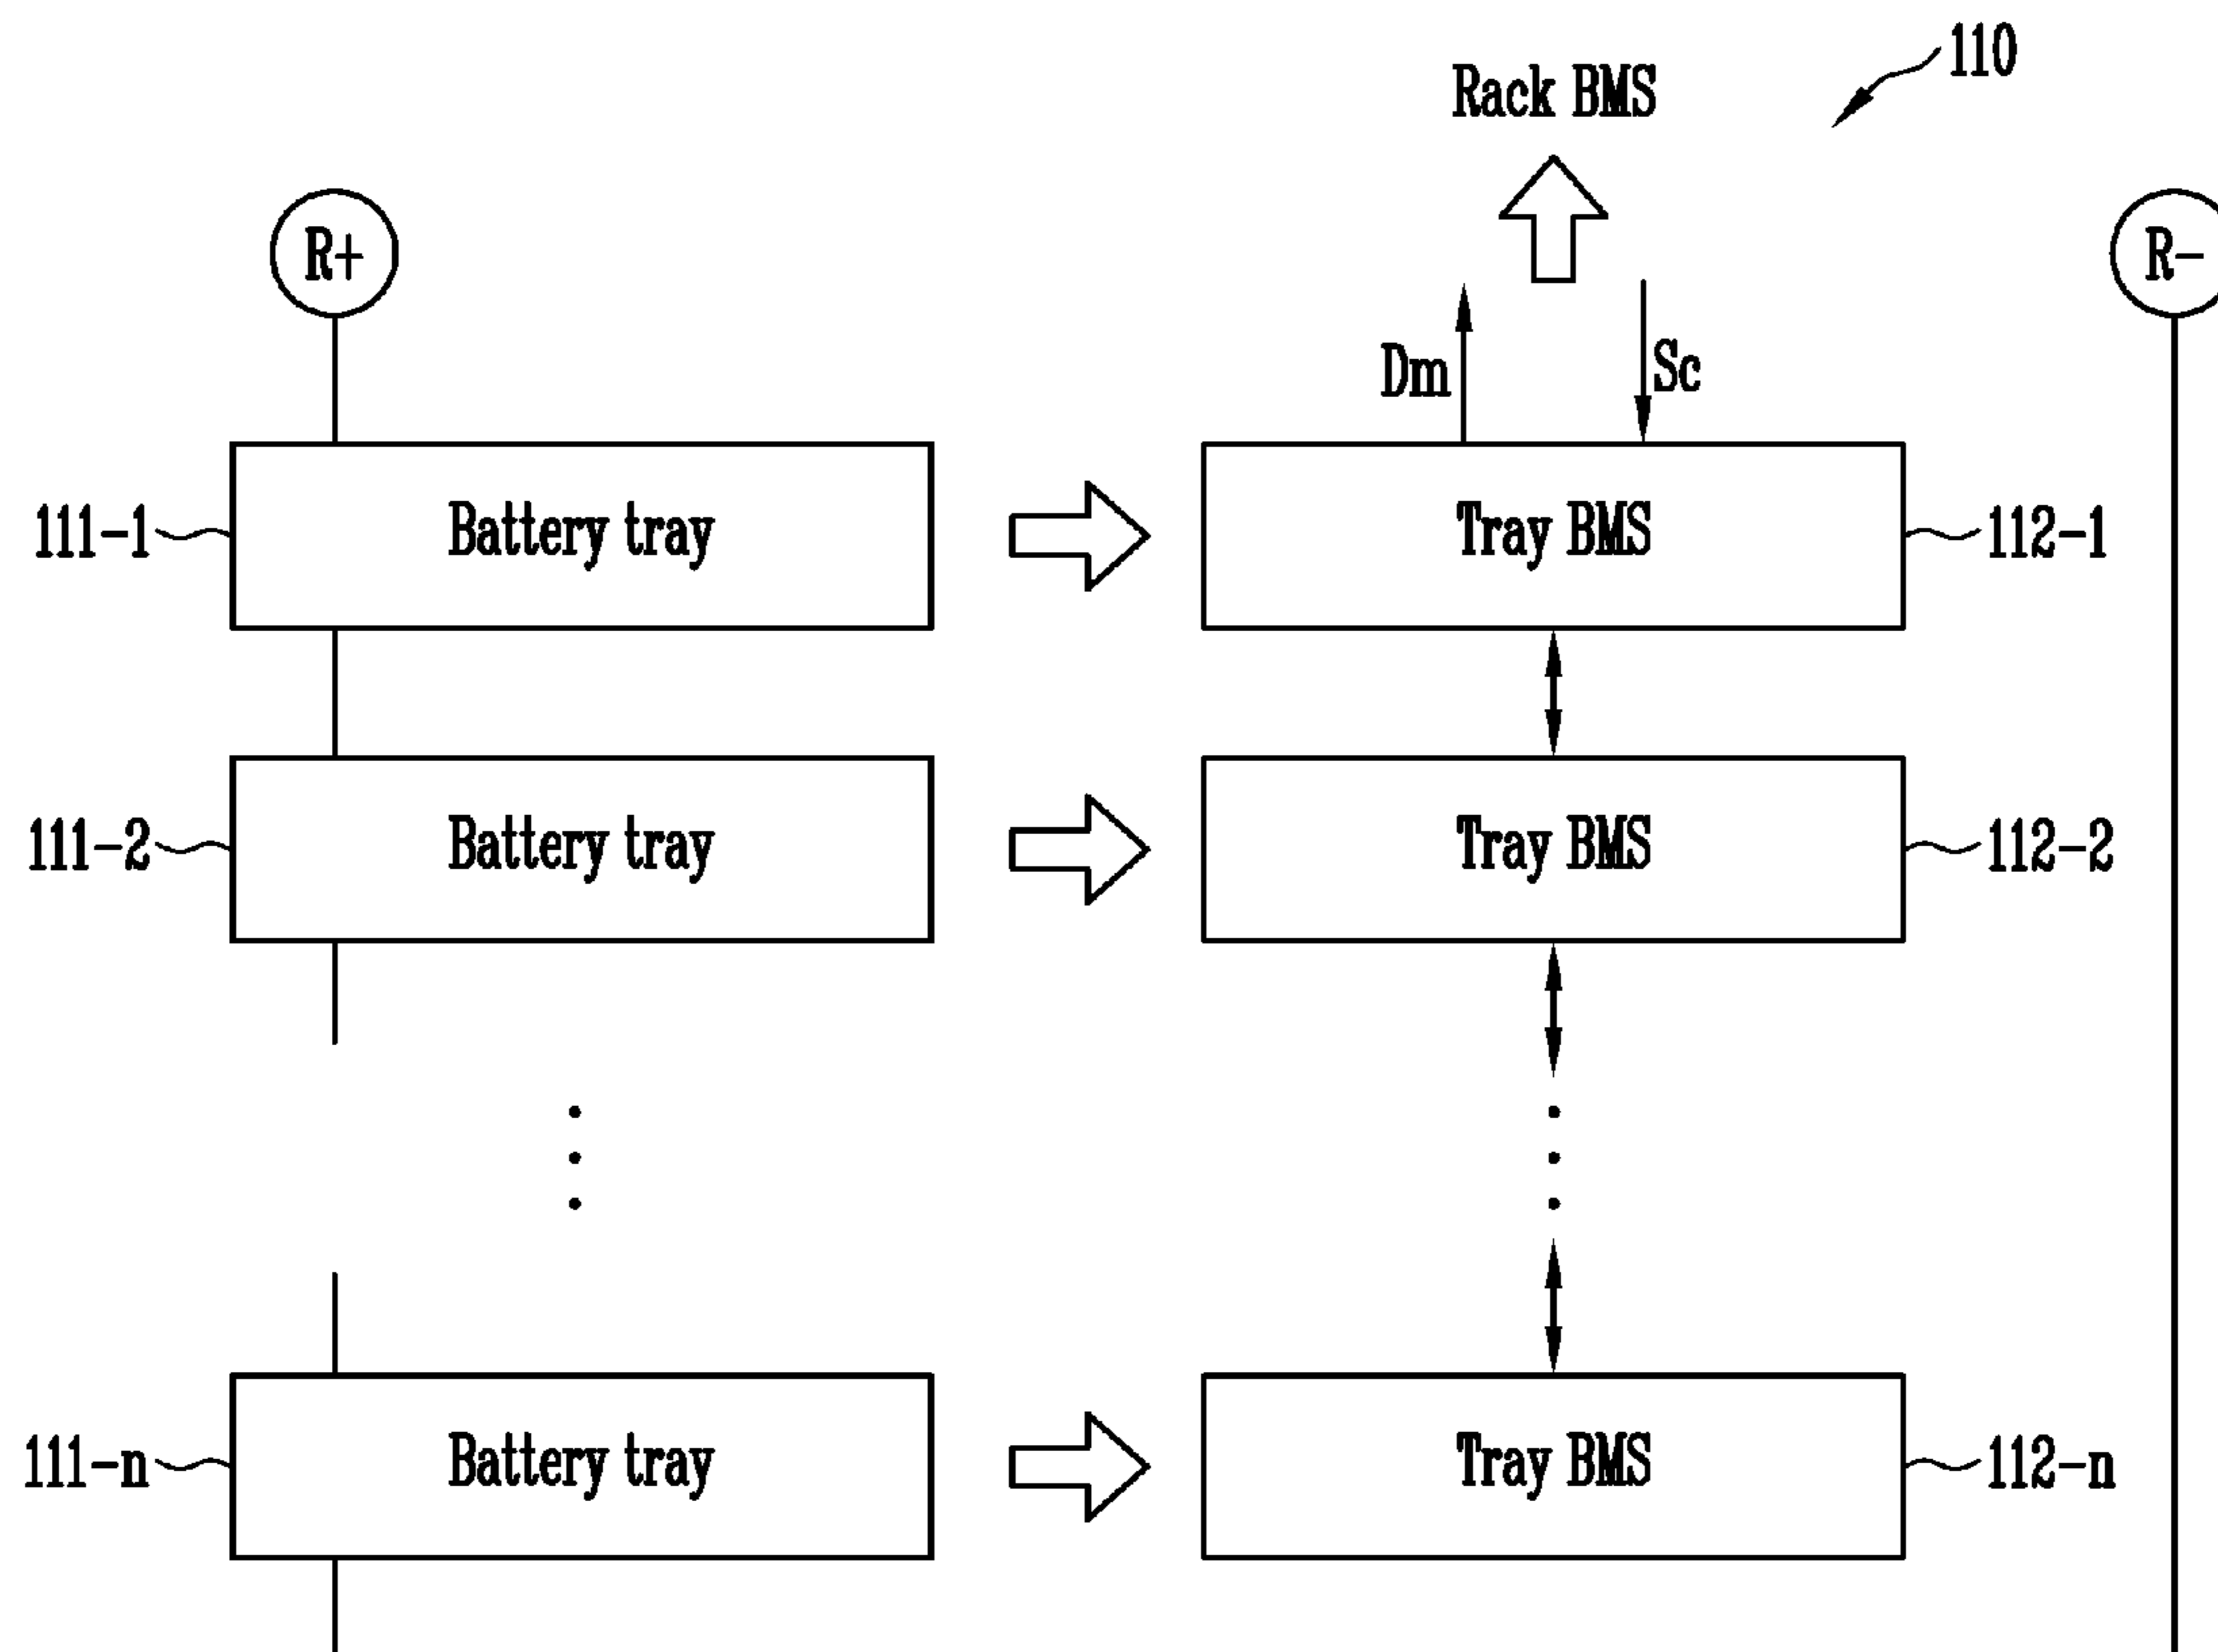 110
Rack BMS
R+
R-
Dm
Sc
111-1
Battery tray
Tray BMS
112-1
111-2
Battery tray
Tray BMS
112-2
111-n
Battery tray
Tray BMS
112-n